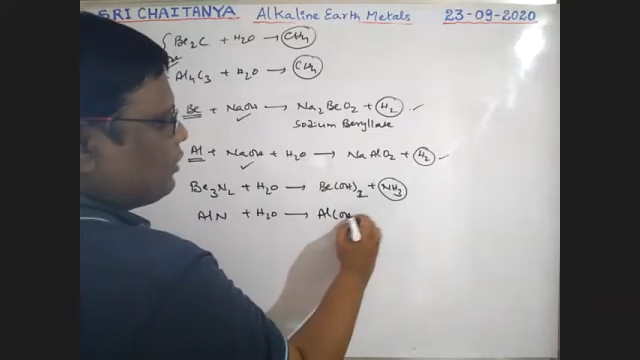 SRI CHAITANYA Alkaline Earth Metals 23-09-2020
Be2C + H2O → CH4
Al4C3 + H2O → CH4
Be + NaOH → Na2BeO2 + H2 ✓
Sodium Beryllate
Al + NaOH + H2O → NaAlO2 + H2 ✓
Be3N2 + H2O → Be(OH)2 + NH3
AlN + H2O → Al(OH